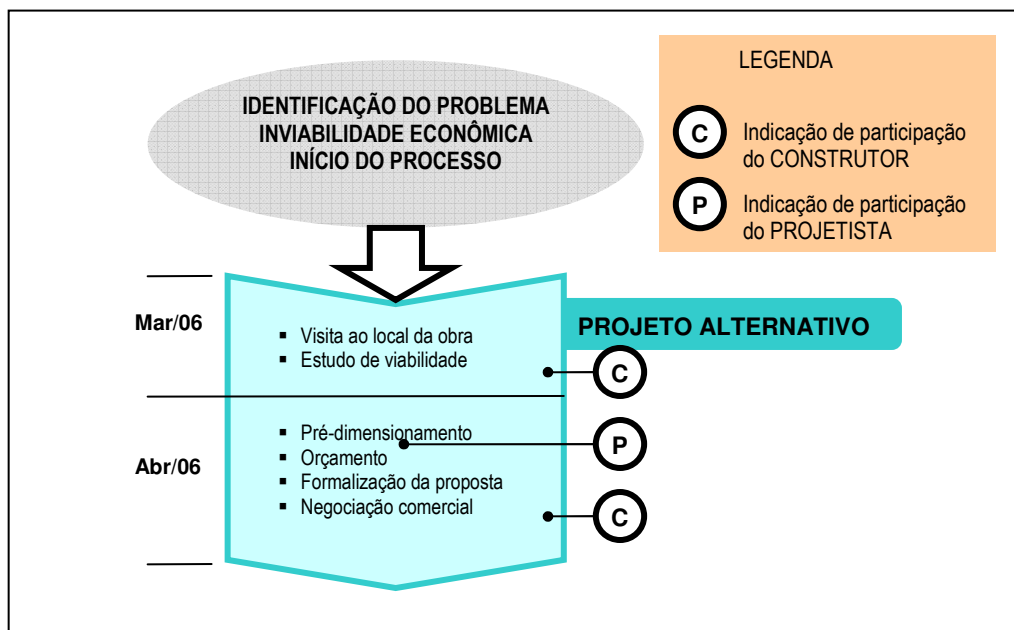 IDENTIFICAÇÃO DO PROBLEMA
INVIABILIDADE ECONÔMICA
INÍCIO DO PROCESSO
LEGENDA
C Indicação de participação
do CONSTRUTOR
P Indicação de participação
do PROJETISTA
Mar/06
▪ Visita ao local da obra
▪ Estudo de viabilidade
PROJETO ALTERNATIVO
C
Abr/06
▪ Pré-dimensionamento
▪ Orçamento
▪ Formalização da proposta
▪ Negociação comercial
P
C